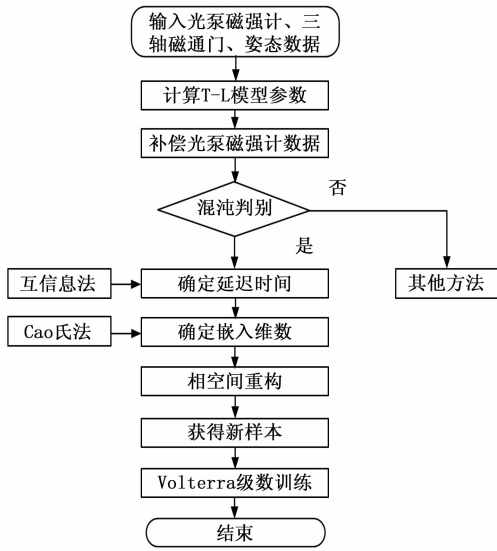 输入光泵磁强计、三
轴磁通门、姿态数据
计算T-L模型参数
补偿光泵磁强计数据
混沌判别
否
是
互信息法
确定延迟时间
其他方法
Cao氏法
确定嵌入维数
相空间重构
获得新样本
Volterra级数训练
结束